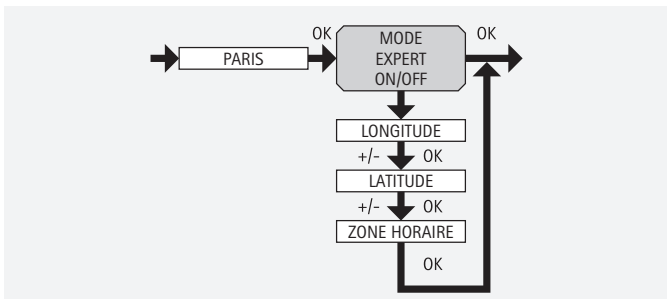 OK
OK
PARIS
MODE
EXPERT
ON/OFF
LONGITUDE
+/- OK
LATITUDE
+/- OK
ZONE HORAIRE
OK